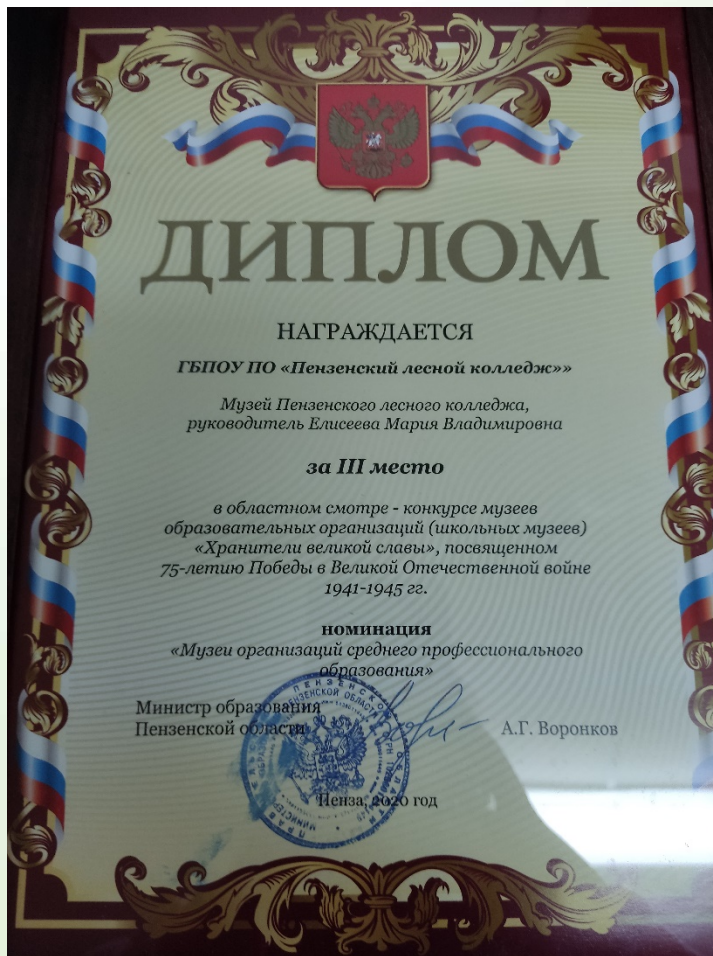 ДИПЛОМ
НАГРАЖДАЕТСЯ
ГБПОУ ПО «Пензенский лесной колледж»»
Музей Пензенского лесного колледжа,
руководитель Елисеева Мария Владимировна
за III место
в областном смотре - конкурсе музеев
образовательных организаций (школьных музеев)
«Хранители великой славы», посвященном
75-летию Победы в Великой Отечественной войне
1941-1945 гг.
номинация
«Музеи организаций среднего профессионального
образования»
Министр образования
Пензенской области
А.Г. Воронков
Пенза, 2020 год